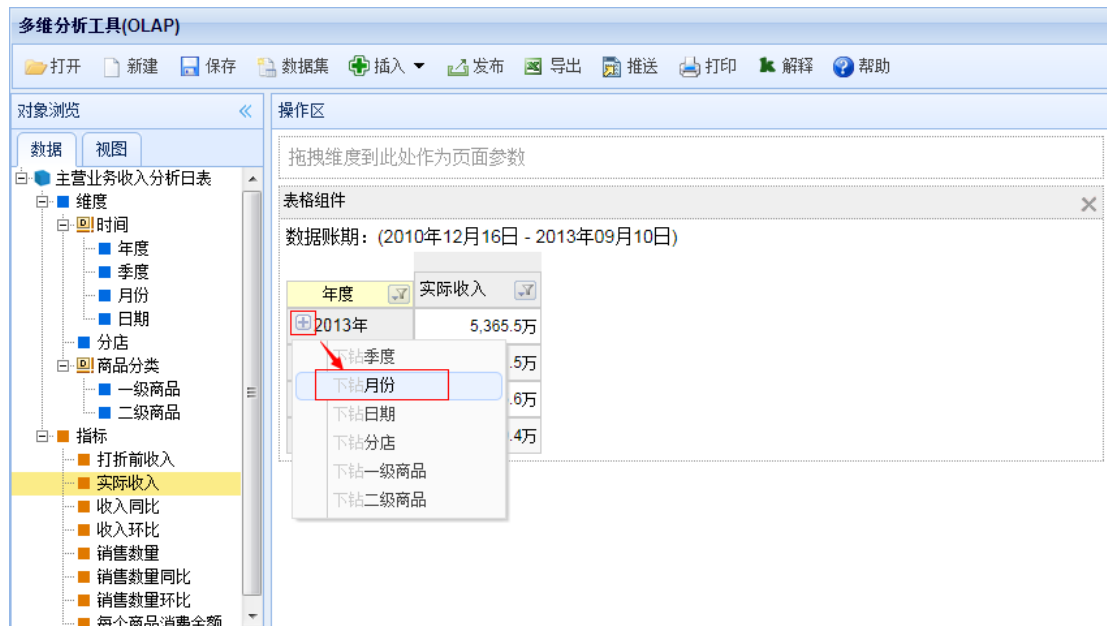 多维分析工具(OLAP)
打开 新建 保存 数据集 插入 发布 导出 推送 打印 解释 帮助
对象浏览
操作区
数据 视图
拖拽维度到此处作为页面参数
主营业务收入分析日表
维度
时间
年度
季度
月份
日期
分店
商品分类
一级商品
二级商品
指标
打折前收入
实际收入
收入同比
收入环比
销售数量
销售数量同比
销售数量环比
每个商品消费金额
表格组件
数据账期：(2010年12月16日 - 2013年09月10日)
年度 实际收入
2013年 5,365.5万
下钻季度 .5万
下钻月份
下钻日期 .6万
下钻分店 .4万
下钻一级商品
下钻二级商品